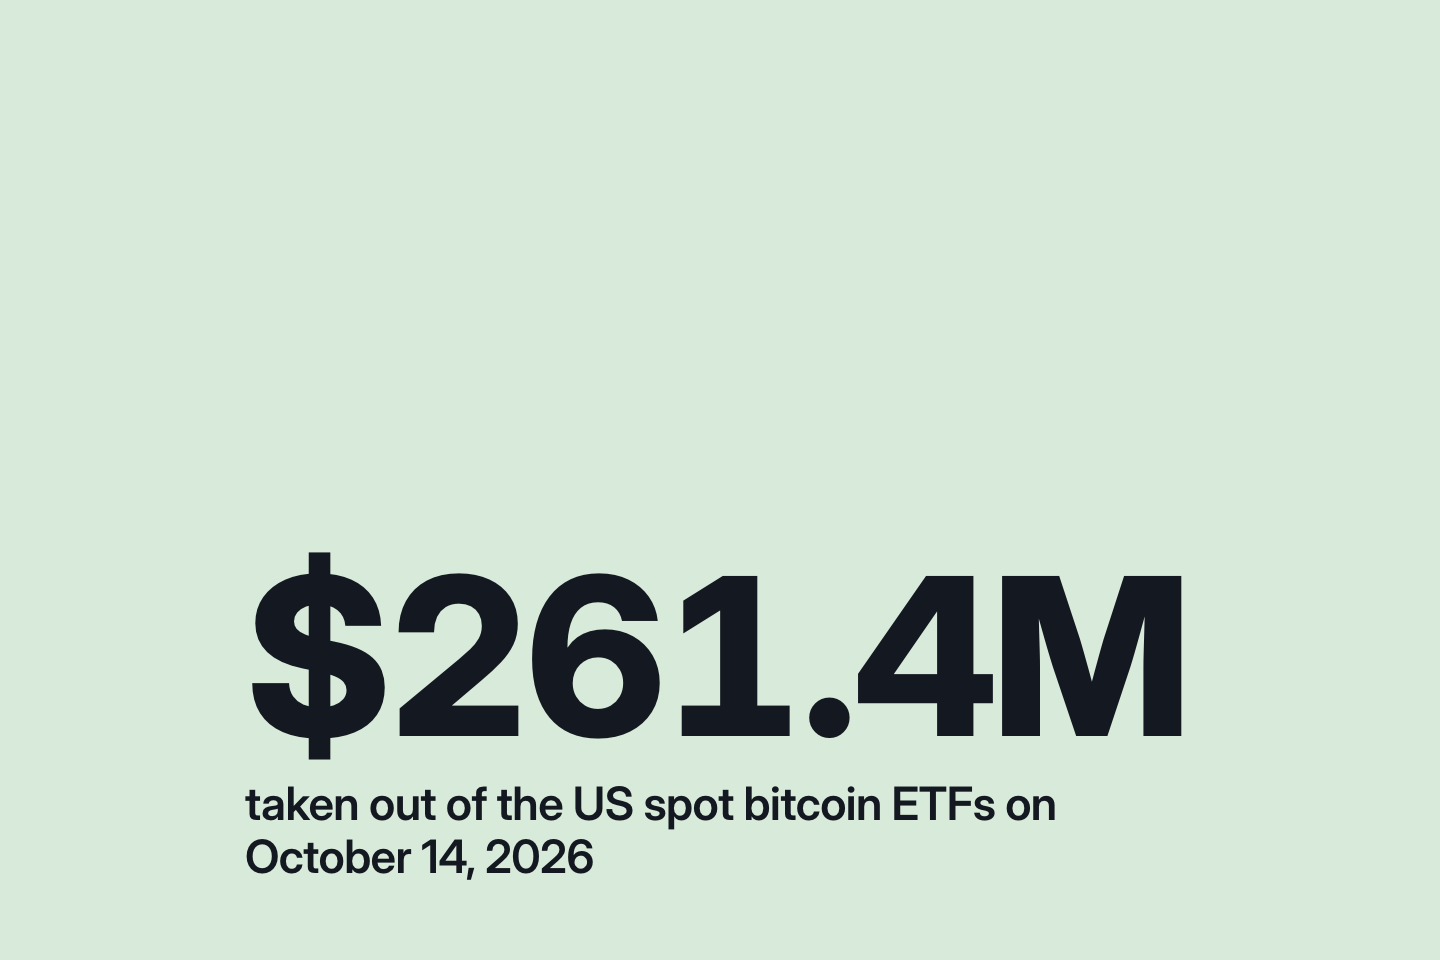 $261.4M
taken out of the US spot bitcoin ETFs on
October 14, 2026